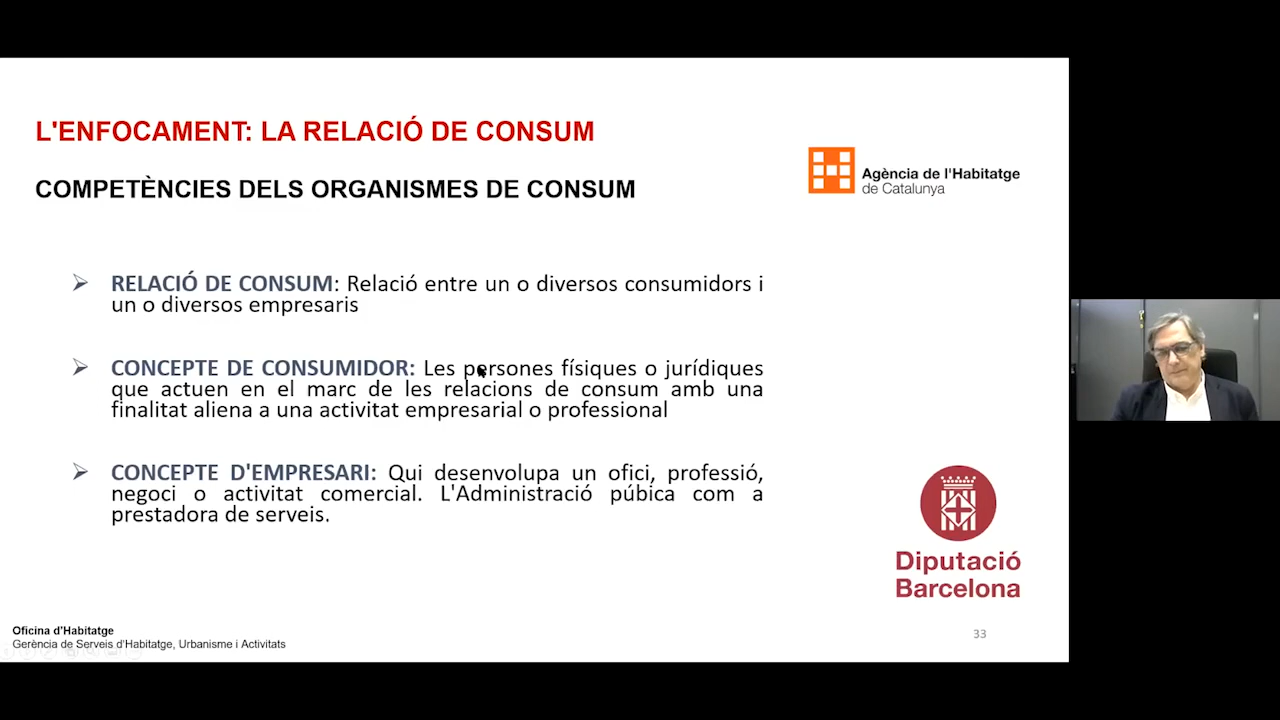 L'ENFOCAMENT: LA RELACIÓ DE CONSUM
COMPETÈNCIES DELS ORGANISMES DE CONSUM
Agència de l'Habitatge
de Catalunya
➢ RELACIÓ DE CONSUM: Relació entre un o diversos consumidors i
un o diversos empresaris
➢ CONCEPTE DE CONSUMIDOR: Les persones físiques o jurídiques
que actuen en el marc de les relacions de consum amb una
finalitat aliena a una activitat empresarial o professional
➢ CONCEPTE D'EMPRESARI: Qui desenvolupa un ofici, professió,
negoci o activitat comercial. L'Administració púbica com a
prestadora de serveis.
Diputació
Barcelona
Oficina d'Habitatge
Gerència de Serveis d'Habitatge, Urbanisme i Activitats
33